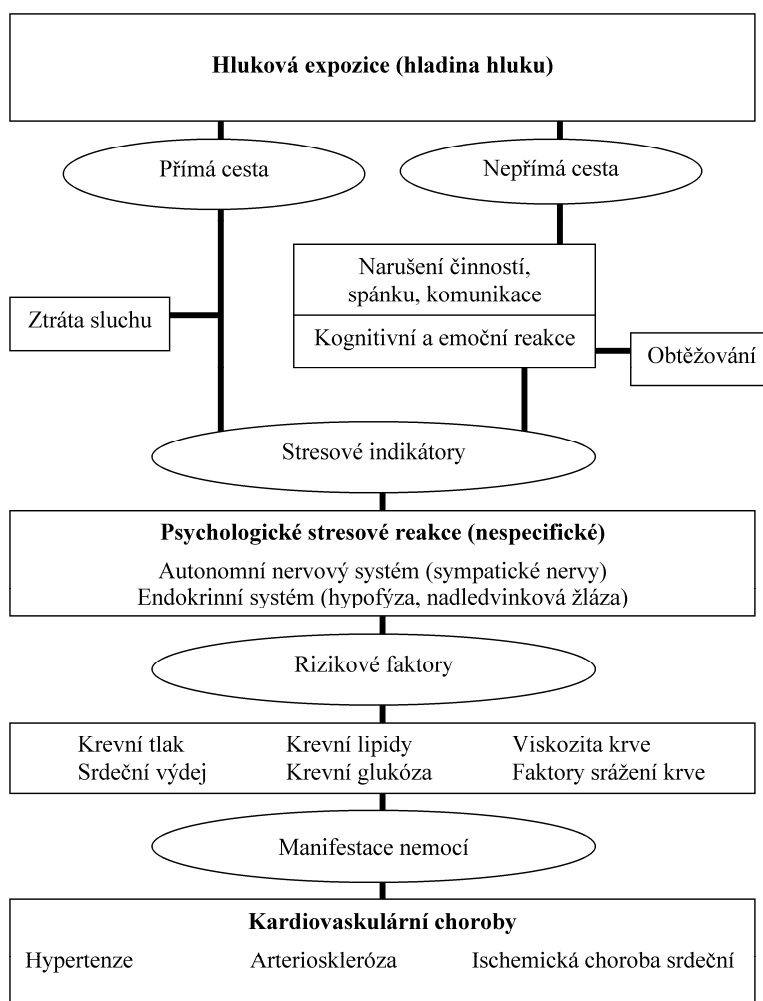 Hluková expozice (hladina hluku)
Přímá cesta
Nepřímá cesta
Narušení činností,
spánku, komunikace
Ztráta sluchu
Kognitivní a emoční reakce
Obtěžování
Stresové indikátory
Psychologické stresové reakce (nespecifické)
Autonomní nervový systém (sympatické nervy)
Endokrinní systém (hypofýza, nadledvinková žláza)
Rizikové faktory
Krevní tlak Krevní lipidy Viskozita krve
Srdeční výdej Krevní glukóza Faktory srážení krve
Manifestace nemocí
Kardiovaskulární choroby
Hypertenze Arterioskleróza Ischemická choroba srdeční